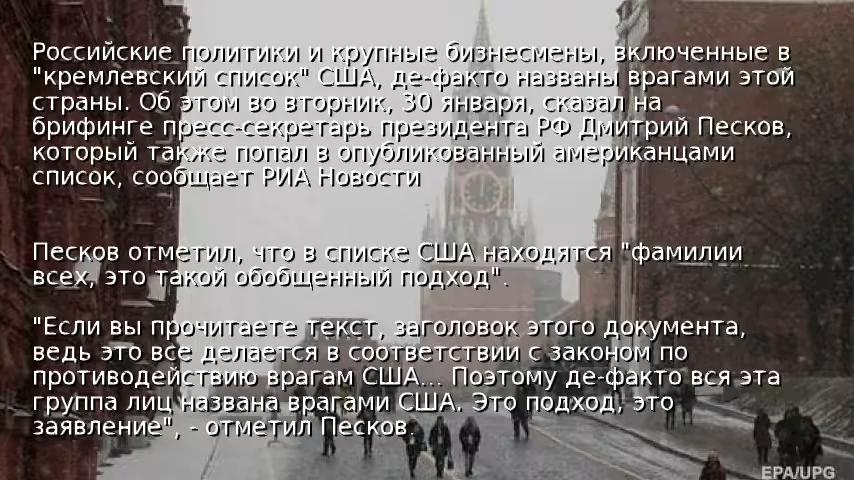 Российские политики и крупные бизнесмены, включенные в
"кремлевский список" США, де-факто названы врагами этой
страны. Об этом во вторник, 30 января, сказал на
брифинге пресс-секретарь президента РФ Дмитрий Песков,
который также попал в опубликованный американцами
список, сообщает РИА Новости
Песков отметил, что в списке США находятся "фамилии
всех, это такой обобщенный подход".
"Если вы прочитаете текст, заголовок этого документа,
ведь это все делается в соответствии с законом по
противодействию врагам США... Поэтому де-факто вся эта
группа лиц названа врагами США. Это подход, это
заявление", - отметил Песков.
EPA/UPG